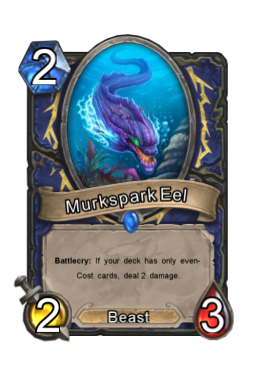 2
Murkspark Eel
Battlecry: If your deck has only even-
Cost cards, deal 2 damage.
2
Beast
3